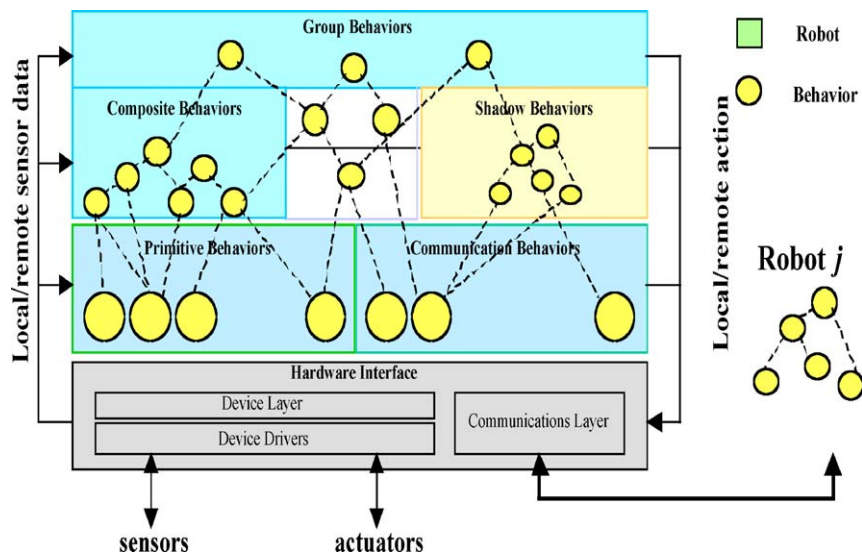 Group Behaviors
Robot
Behavior
Composite Behaviors
Shadow Behaviors
Local/remote sensor data
Local/remote action
Primitive Behaviors
Communication Behaviors
Robot j
Hardware Interface
Device Layer
Device Drivers
Communications Layer
sensors
actuators